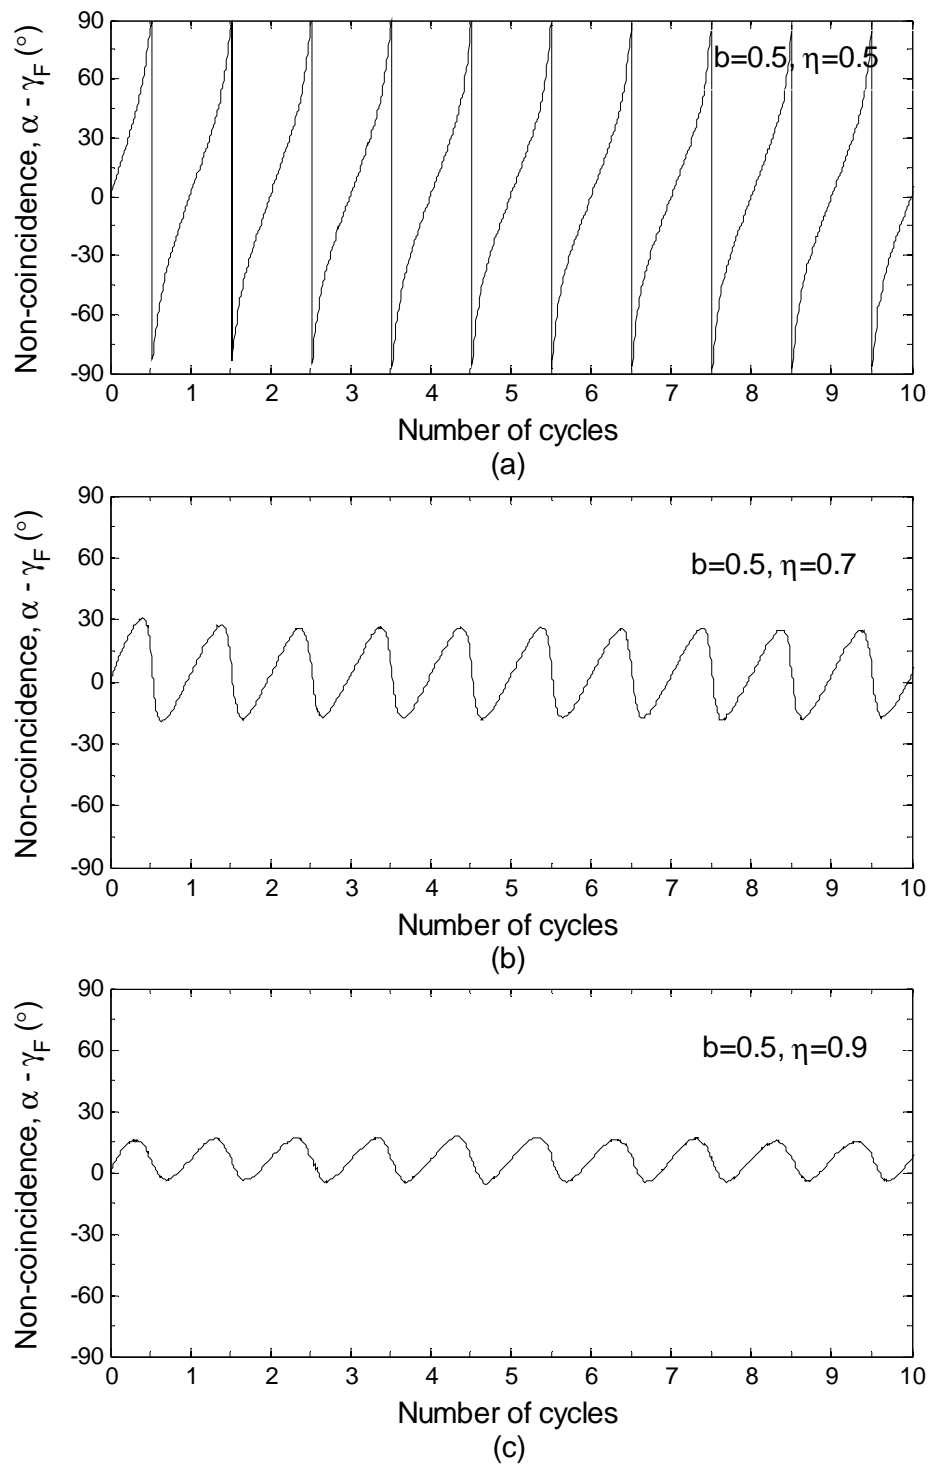 90
60
30
0
-30
-60
-90
Non-coincidence, α - γF (°)
b=0.5, η=0.5
0 1 2 3 4 5 6 7 8 9 10
Number of cycles
(a)
90
60
30
0
-30
-60
-90
Non-coincidence, α - γF (°)
b=0.5, η=0.7
0 1 2 3 4 5 6 7 8 9 10
Number of cycles
(b)
90
60
30
0
-30
-60
-90
Non-coincidence, α - γF (°)
b=0.5, η=0.9
0 1 2 3 4 5 6 7 8 9 10
Number of cycles
(c)